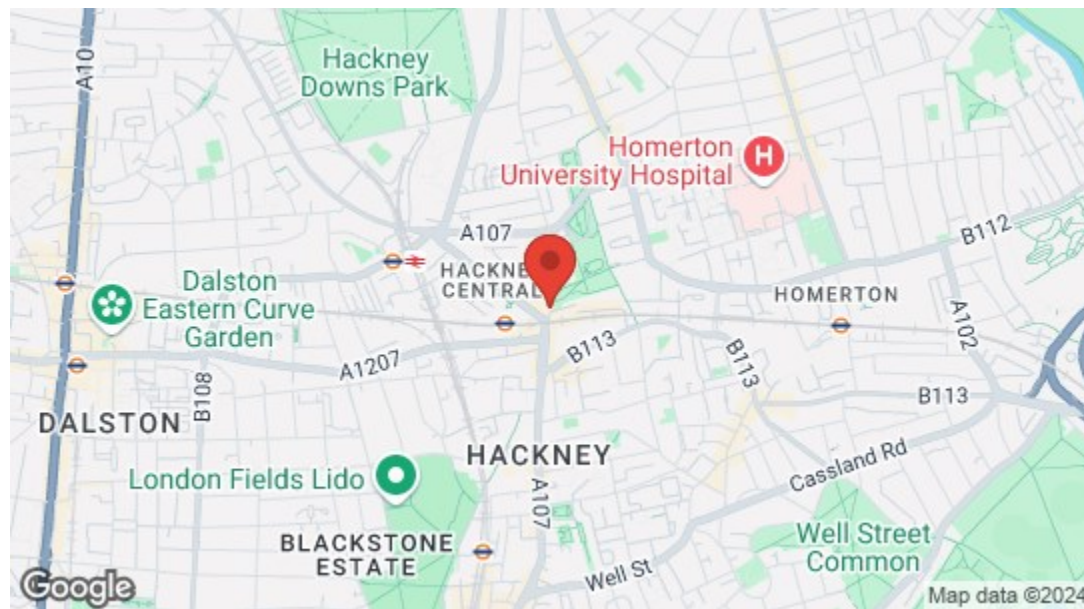 A10
Hackney
Downs Park
Homerton
University Hospital
H
A107
B112
HACKNE
CENTRAL
Dalston
Eastern Curve
Garden
HOMERTON
A102
B113
A1207
B113
B108
B113
DALSTON
HACKNEY
Cassland Rd
London Fields Lido
A107
Well Street
Common
BLACKSTONE
ESTATE
Well St
Google
Map data ©2024